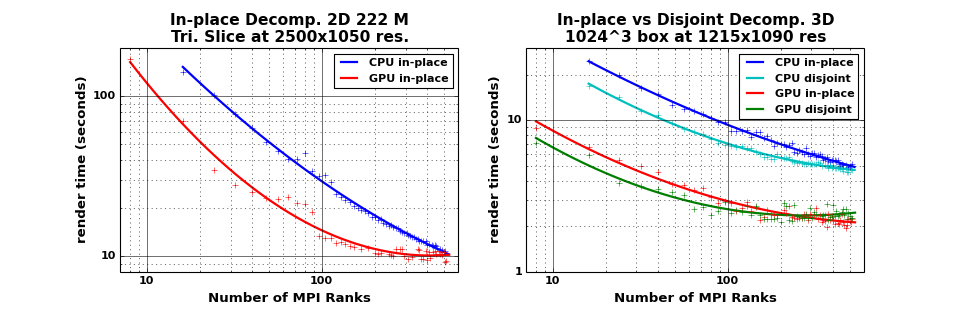 In-place Decomp. 2D 222 M
Tri. Slice at 2500x1050 res.
render time (seconds)
100
10
CPU in-place
GPU in-place
10
100
Number of MPI Ranks
In-place vs Disjoint Decomp. 3D
1024^3 box at 1215x1090 res
render time (seconds)
10
1
CPU in-place
CPU disjoint
GPU in-place
GPU disjoint
10
100
Number of MPI Ranks